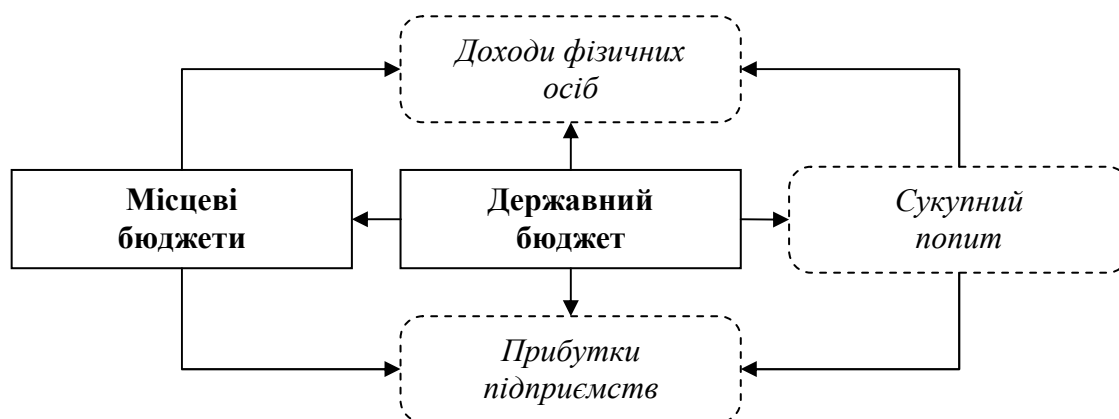 Доходи фізичних
осіб
Місцеві
бюджети
Державний
бюджет
Сукупний
попит
Прибутки
підприємств